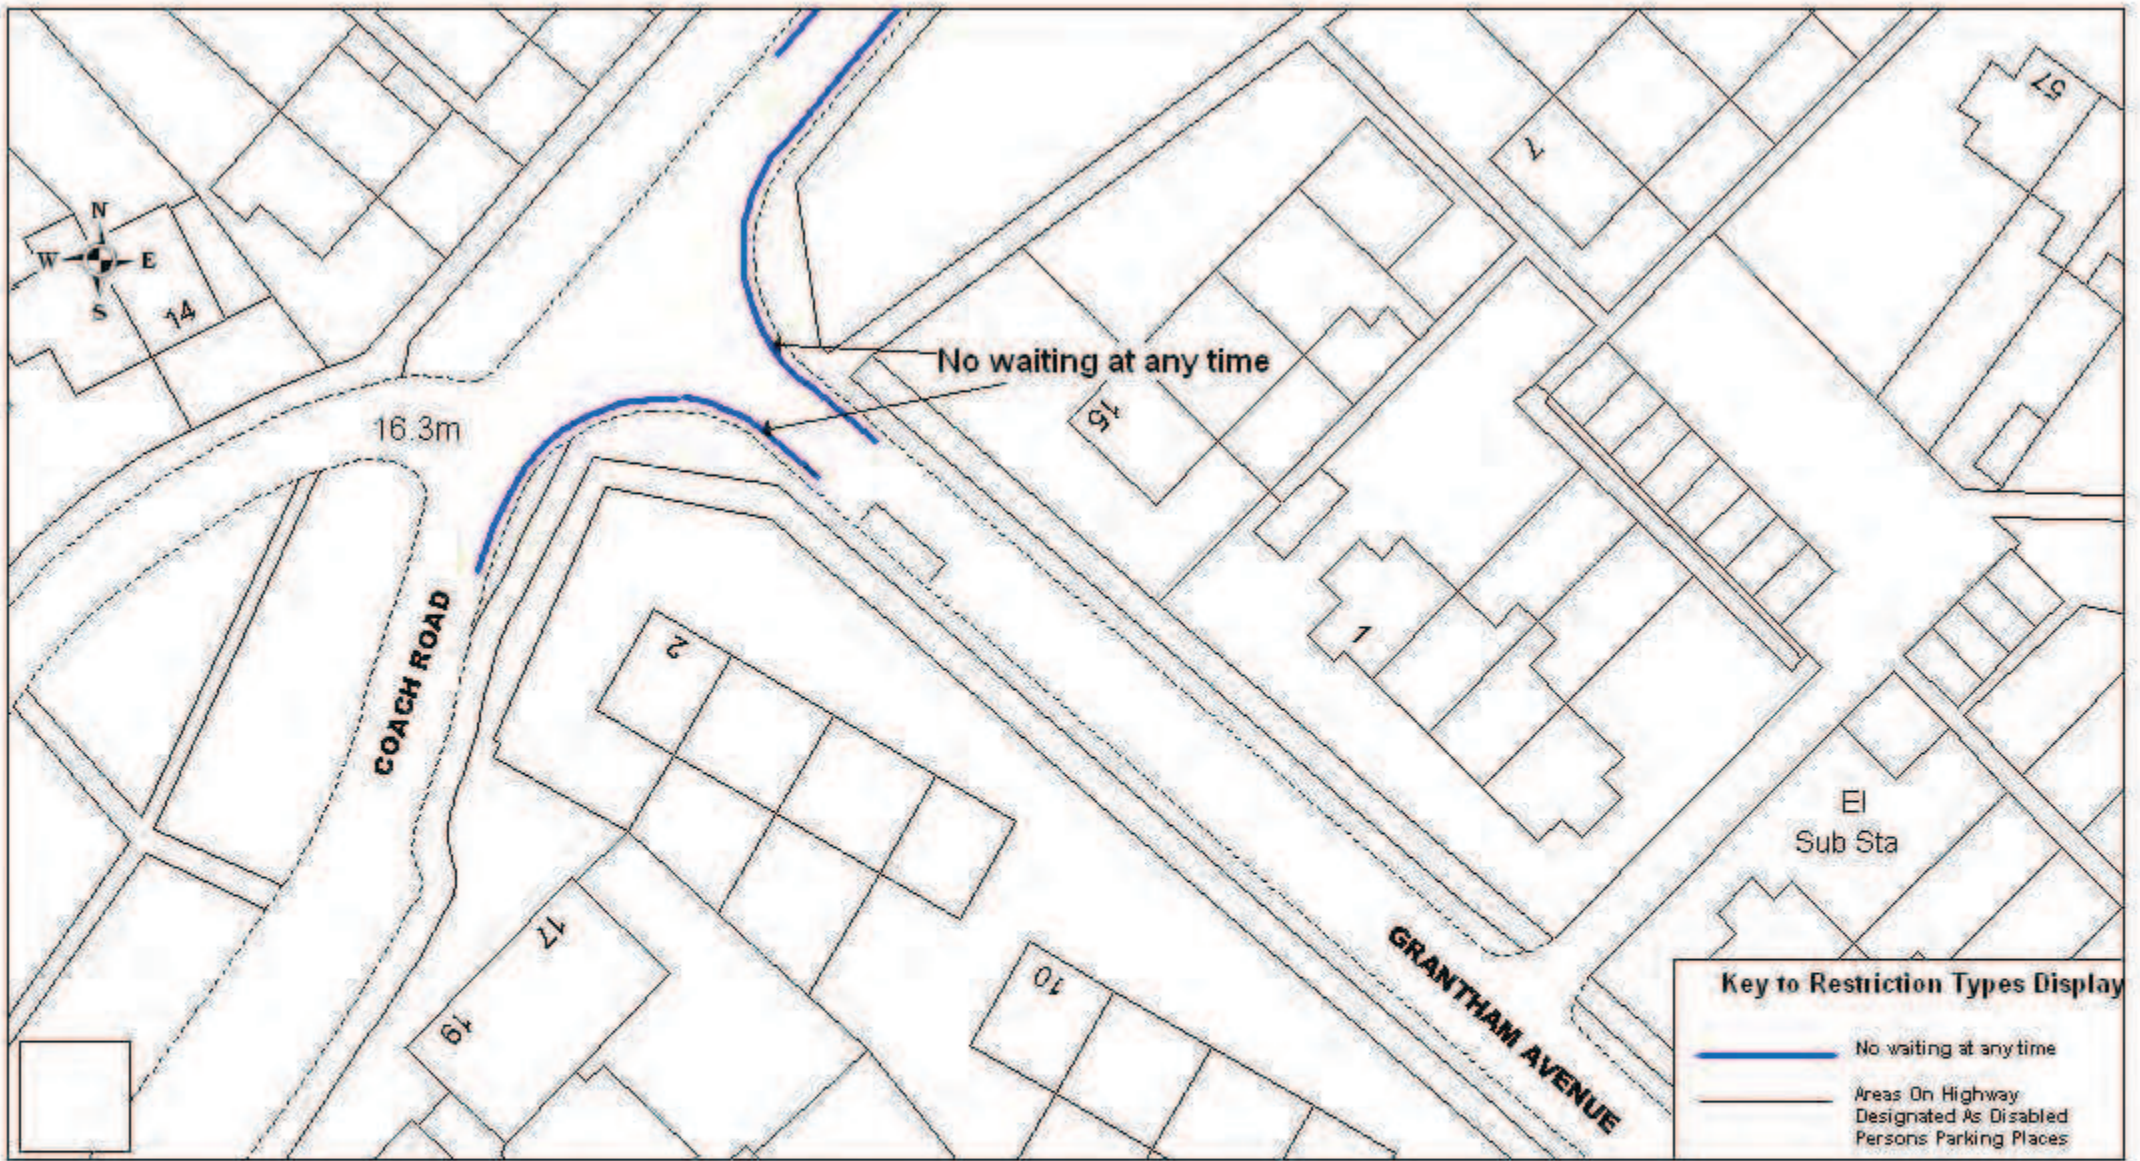 57
7
N
W E
S
14
No waiting at any time
15
16.3m
COACH ROAD
2
1
El
Sub Sta
17
19
10
GRANTHAM AVENUE
Key to Restriction Types Display
No waiting at any time
Areas On Highway
Designated As Disabled
Persons Parking Places